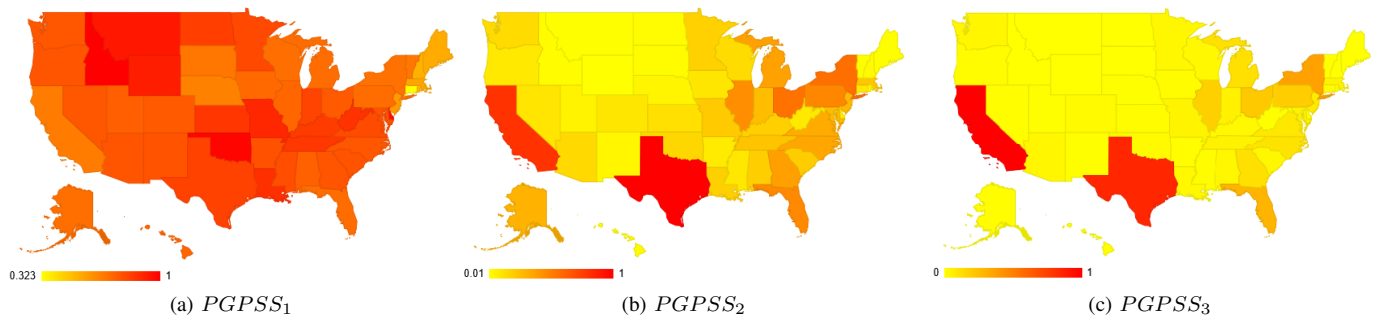 0.323 1
0.01 1
0 1
(a) PGPSS₁
(b) PGPSS₂
(c) PGPSS₃